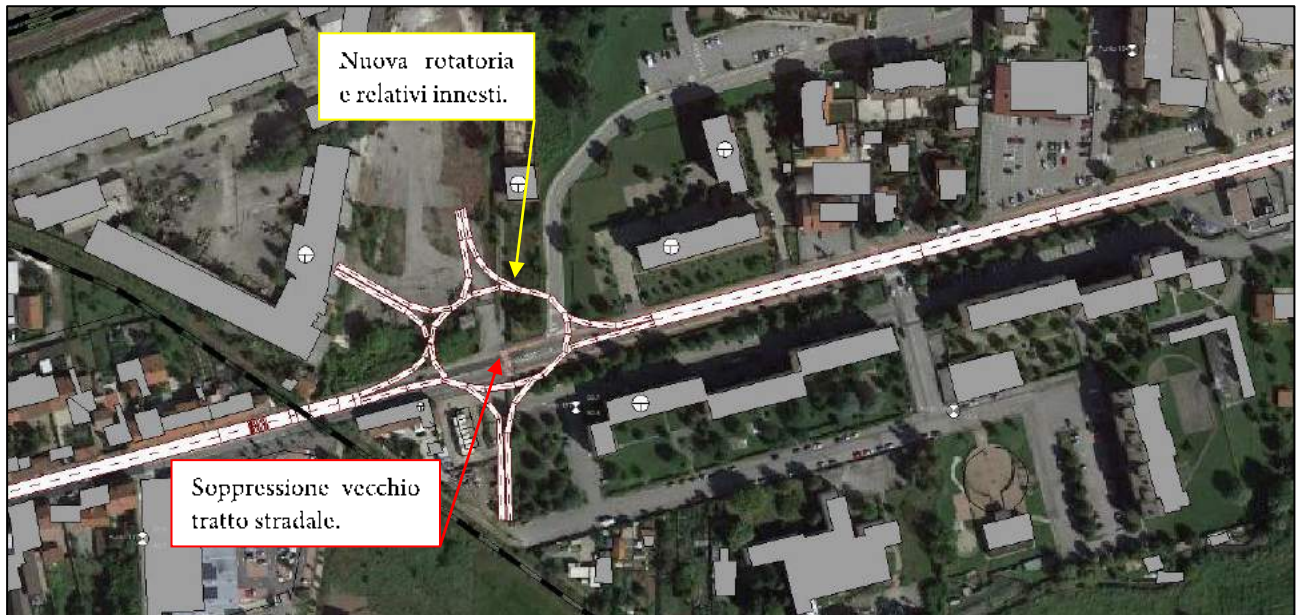 Nuova rotatoria
e relativi innesti.
Soppressione vecchio
tratto stradale.